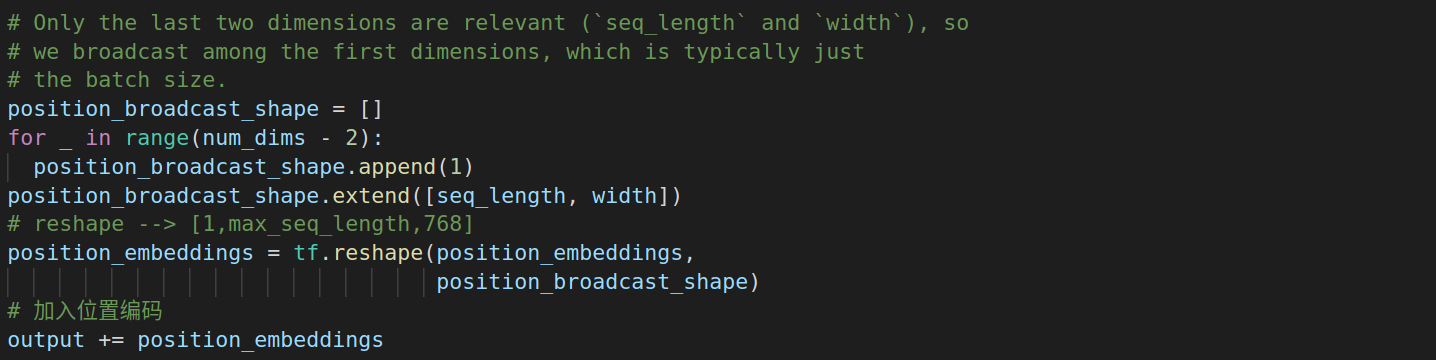 # Only the last two dimensions are relevant (`seq_length` and `width`), so
# we broadcast among the first dimensions, which is typically just
# the batch size.
position_broadcast_shape = []
for _ in range(num_dims - 2):
  position_broadcast_shape.append(1)
position_broadcast_shape.extend([seq_length, width])
# reshape --> [1,max_seq_length,768]
position_embeddings = tf.reshape(position_embeddings,
                                 position_broadcast_shape)
# 加入位置编码
output += position_embeddings